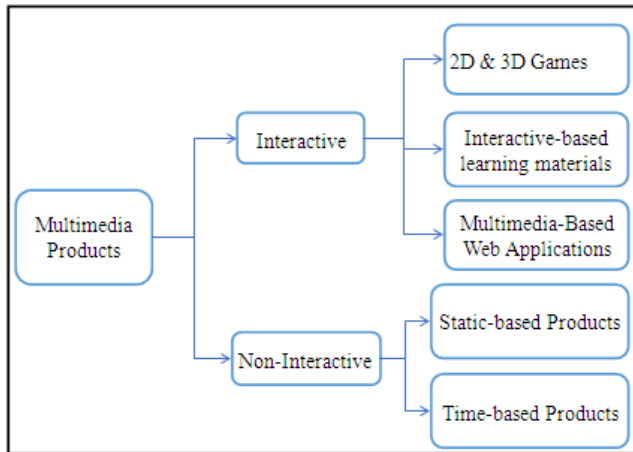 Multimedia
Products
Interactive
Non-Interactive
2D & 3D Games
Interactive-based
learning materials
Multimedia-Based
Web Applications
Static-based Products
Time-based Products